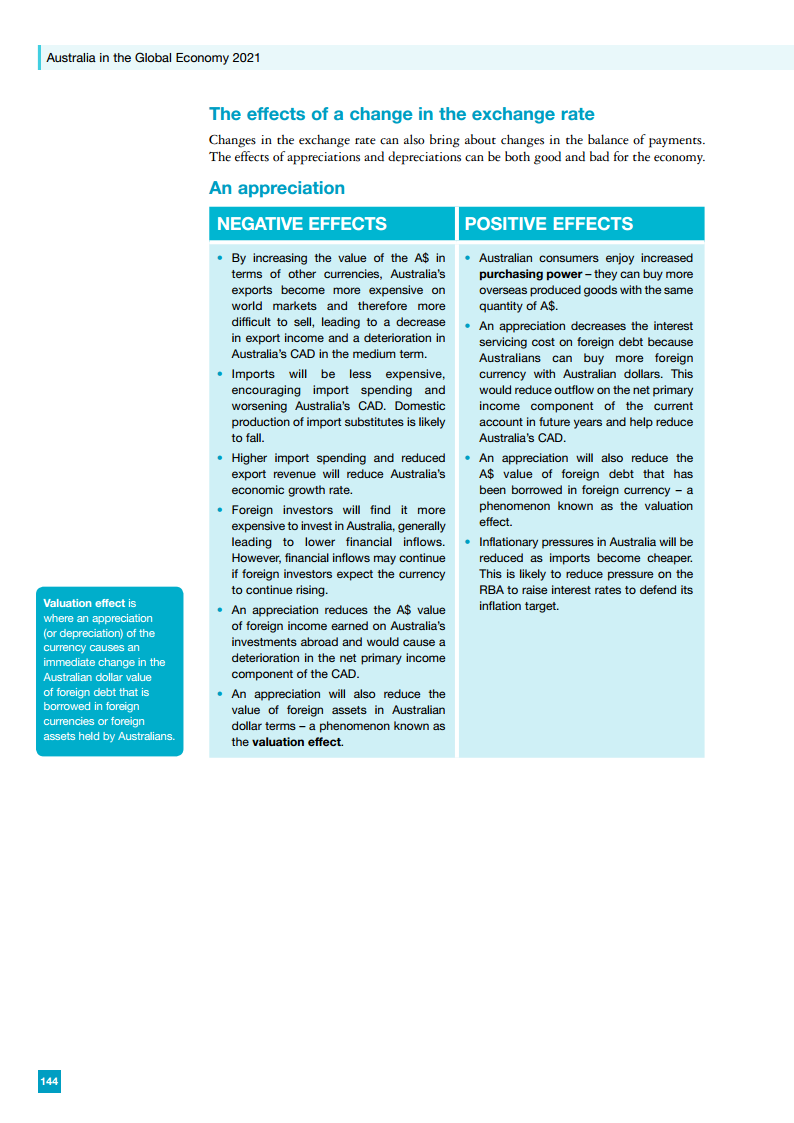 Australia in the Global Economy 2021
The effects of a change in the exchange rate
Changes in the exchange rate can also bring about changes in the balance of payments.
The effects of appreciations and depreciations can be both good and bad for the economy.
An appreciation
NEGATIVE EFFECTS
• By increasing the value of the A$ in
terms of other currencies, Australia's
exports become more expensive on
world markets and therefore more
difficult to sell, leading to a decrease
in export income and a deterioration in
Australia's CAD in the medium term.
• Imports will be less expensive,
encouraging import spending and
worsening Australia's CAD. Domestic
production of import substitutes is likely
to fall.
• Higher import spending and reduced
export revenue will reduce Australia's
economic growth rate.
• Foreign investors will find it more
expensive to invest in Australia, generally
leading to lower financial inflows.
However, financial inflows may continue
if foreign investors expect the currency
to continue rising.
• An appreciation reduces the A$ value
of foreign income earned on Australia's
investments abroad and would cause a
deterioration in the net primary income
component of the CAD.
• An appreciation will also reduce the
value of foreign assets in Australian
dollar terms – a phenomenon known as
the valuation effect.
POSITIVE EFFECTS
• Australian consumers enjoy increased
purchasing power – they can buy more
overseas produced goods with the same
quantity of A$.
• An appreciation decreases the interest
servicing cost on foreign debt because
Australians can buy more foreign
currency with Australian dollars. This
would reduce outflow on the net primary
income component of the current
account in future years and help reduce
Australia's CAD.
• An appreciation will also reduce the
A$ value of foreign debt that has
been borrowed in foreign currency – a
phenomenon known as the valuation
effect.
• Inflationary pressures in Australia will be
reduced as imports become cheaper.
This is likely to reduce pressure on the
RBA to raise interest rates to defend its
inflation target.
Valuation effect is
where an appreciation
(or depreciation) of the
currency causes an
immediate change in the
Australian dollar value
of foreign debt that is
borrowed in foreign
currencies or foreign
assets held by Australians.
144